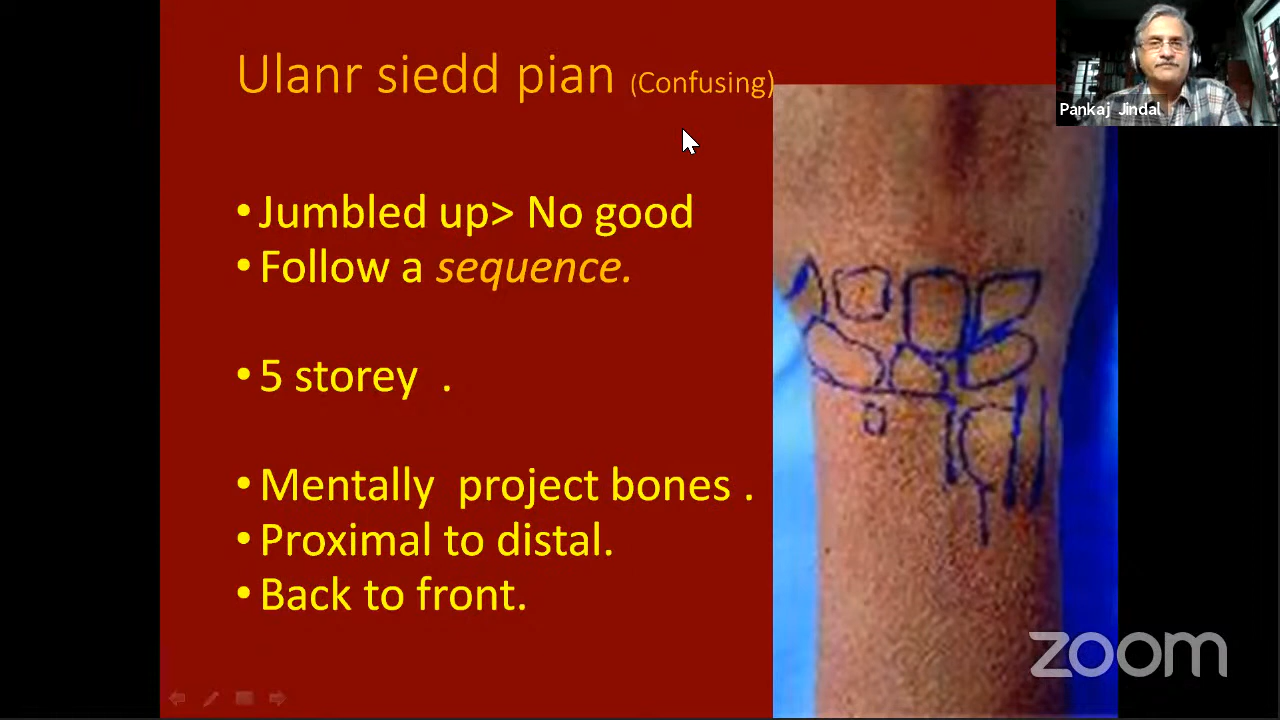 Ulanr siedd pian (Confusing)
Pankaj Jindal
• Jumbled up> No good
• Follow a sequence.
• 5 storey .
• Mentally project bones .
• Proximal to distal.
• Back to front.
zoom